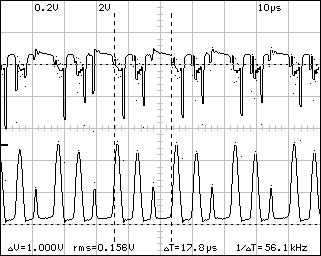 0.2V 2V 10µs
ΔV=1.000V rms=0.156V ΔT=17.8µs 1/ΔT=56.1kHz